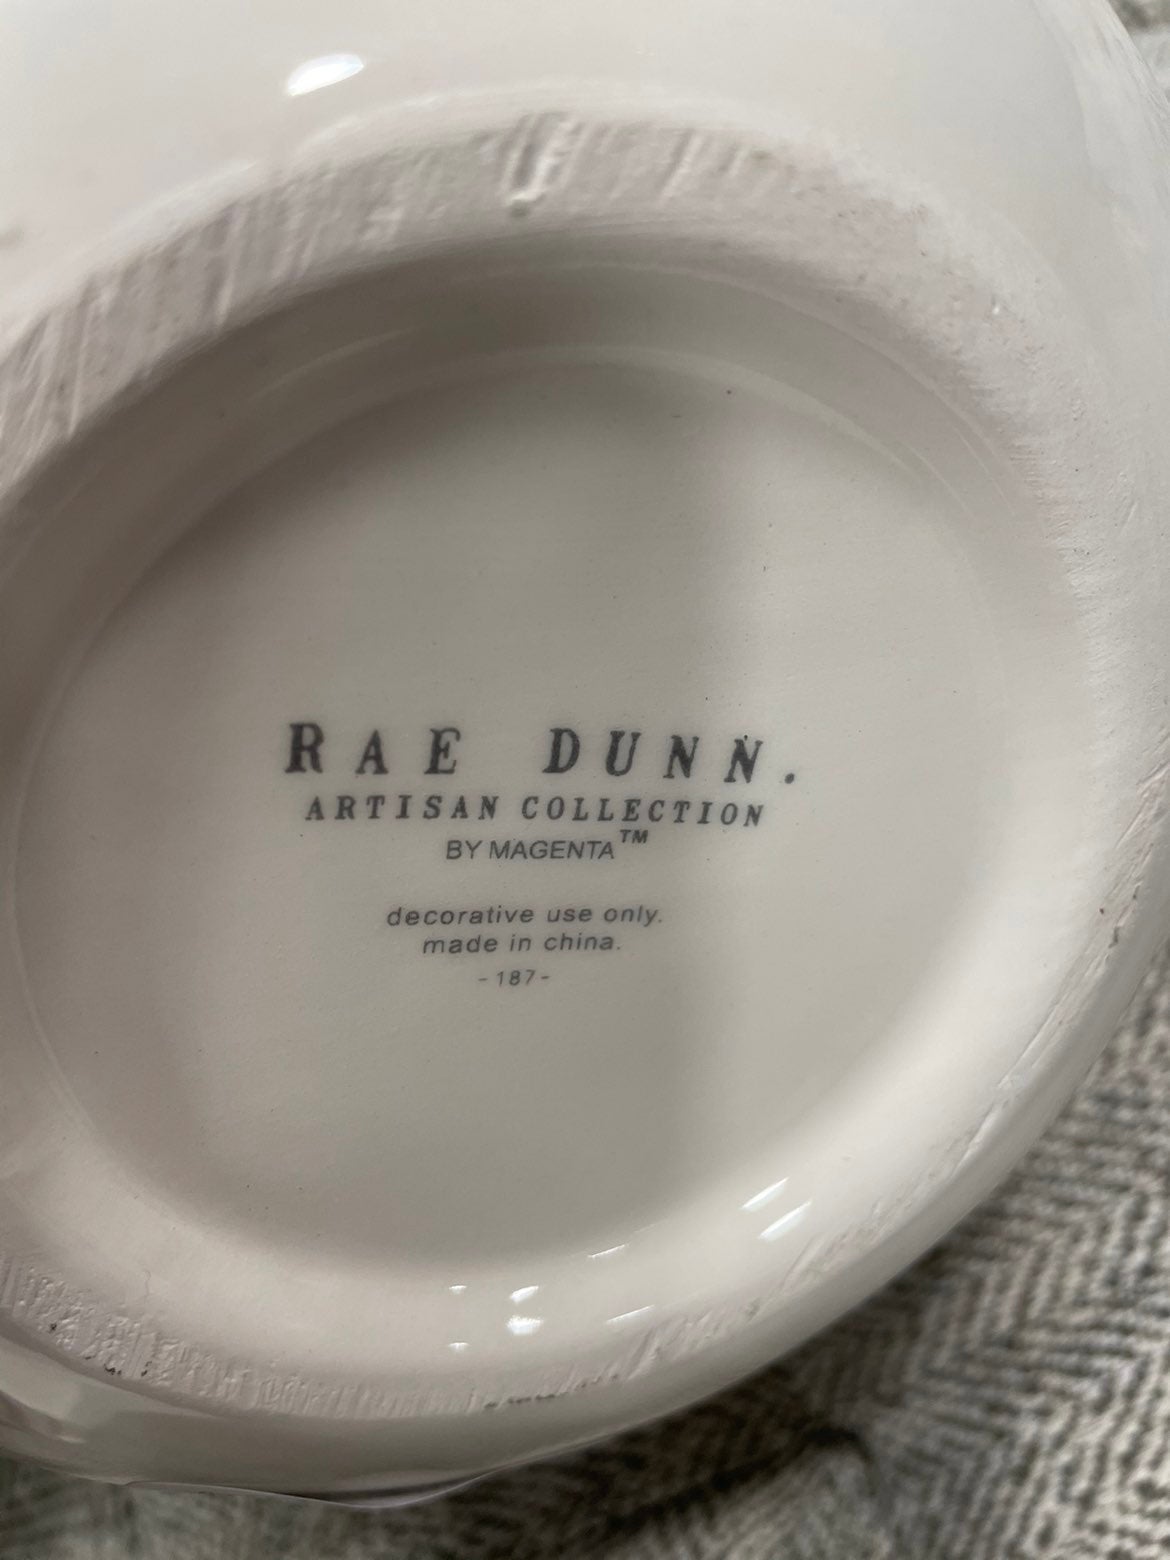 RAE DUNN.
ARTISAN COLLECTION
BY MAGENTA™
decorative use only.
made in china.
-187-